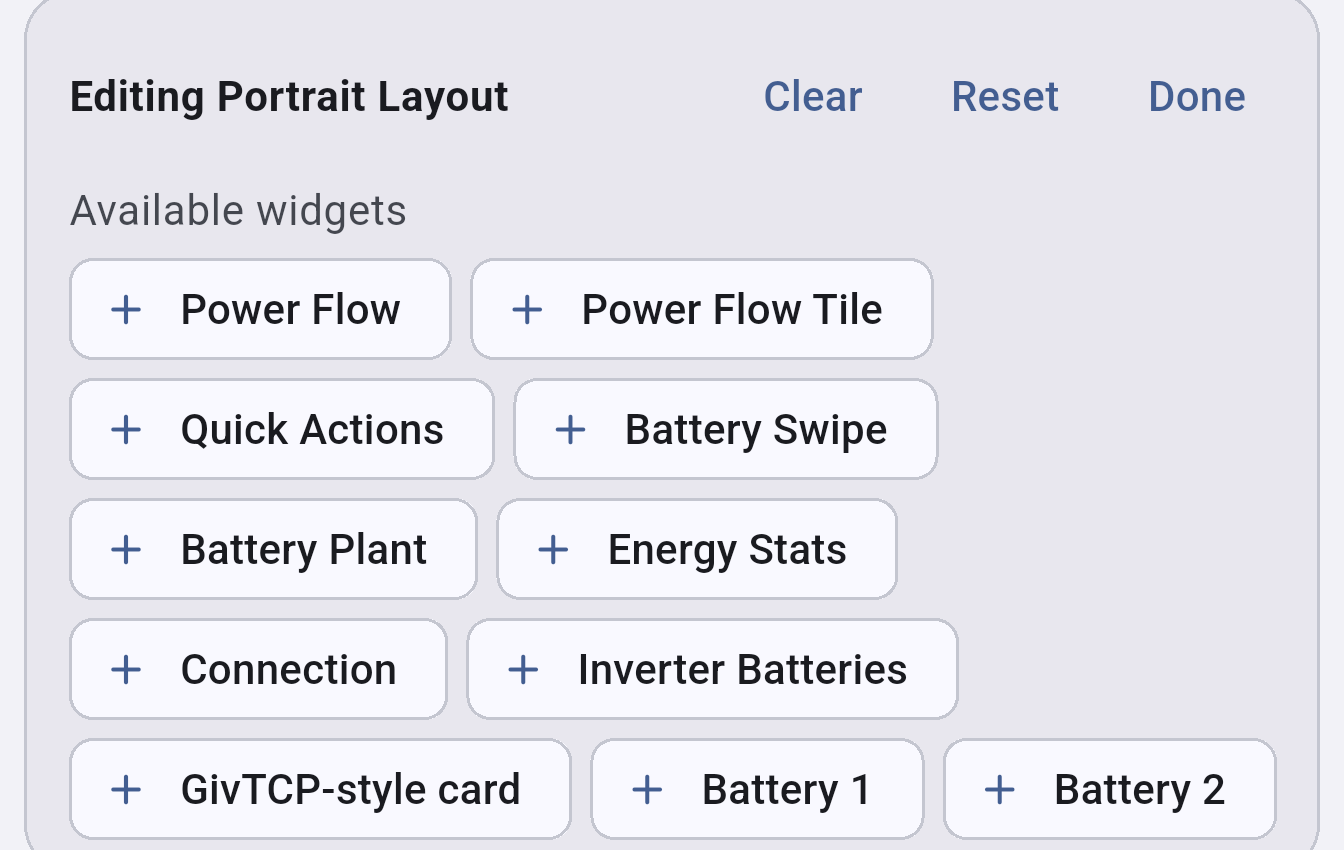 Editing Portrait Layout Clear Reset Done
Available widgets
+ Power Flow + Power Flow Tile
+ Quick Actions + Battery Swipe
+ Battery Plant + Energy Stats
+ Connection + Inverter Batteries
+ GivTCP-style card + Battery 1 + Battery 2